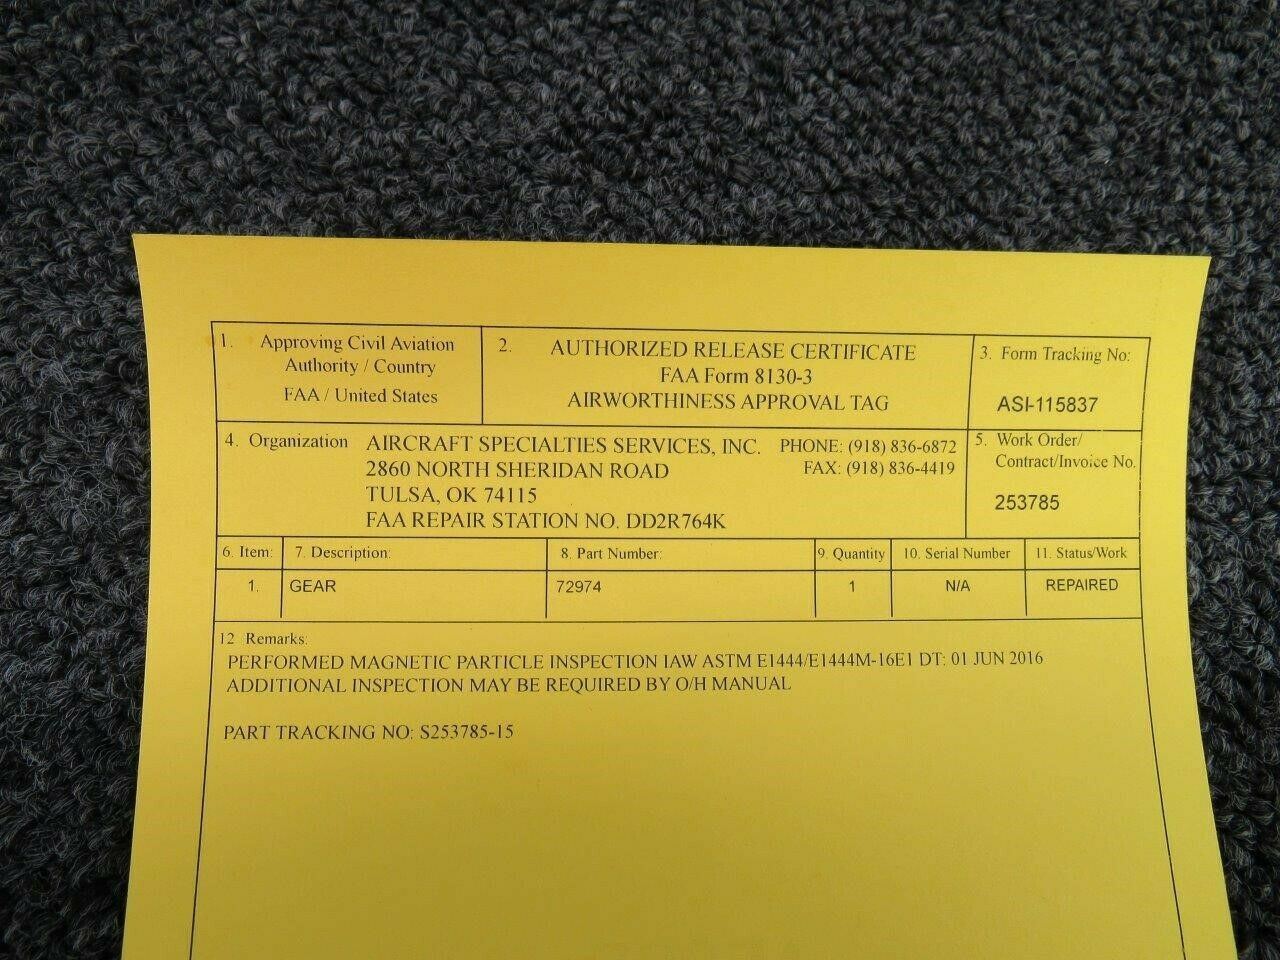 1. Approving Civil Aviation
Authority / Country
FAA / United States
2. AUTHORIZED RELEASE CERTIFICATE
FAA Form 8130-3
AIRWORTHINESS APPROVAL TAG
3. Form Tracking No:
ASI-115837
4. Organization AIRCRAFT SPECIALTIES SERVICES, INC. PHONE: (918) 836-6872
2860 NORTH SHERIDAN ROAD FAX: (918) 836-4419
TULSA, OK 74115
FAA REPAIR STATION NO. DD2R764K
5. Work Order/
Contract/Invoice No.
253785
6. Item: 7. Description: 8. Part Number: 9. Quantity 10. Serial Number 11. Status/Work
1. GEAR 72974 1 N/A REPAIRED
12 Remarks:
PERFORMED MAGNETIC PARTICLE INSPECTION IAW ASTM E1444/E1444M-16E1 DT: 01 JUN 2016
ADDITIONAL INSPECTION MAY BE REQUIRED BY O/H MANUAL
PART TRACKING NO: S253785-15